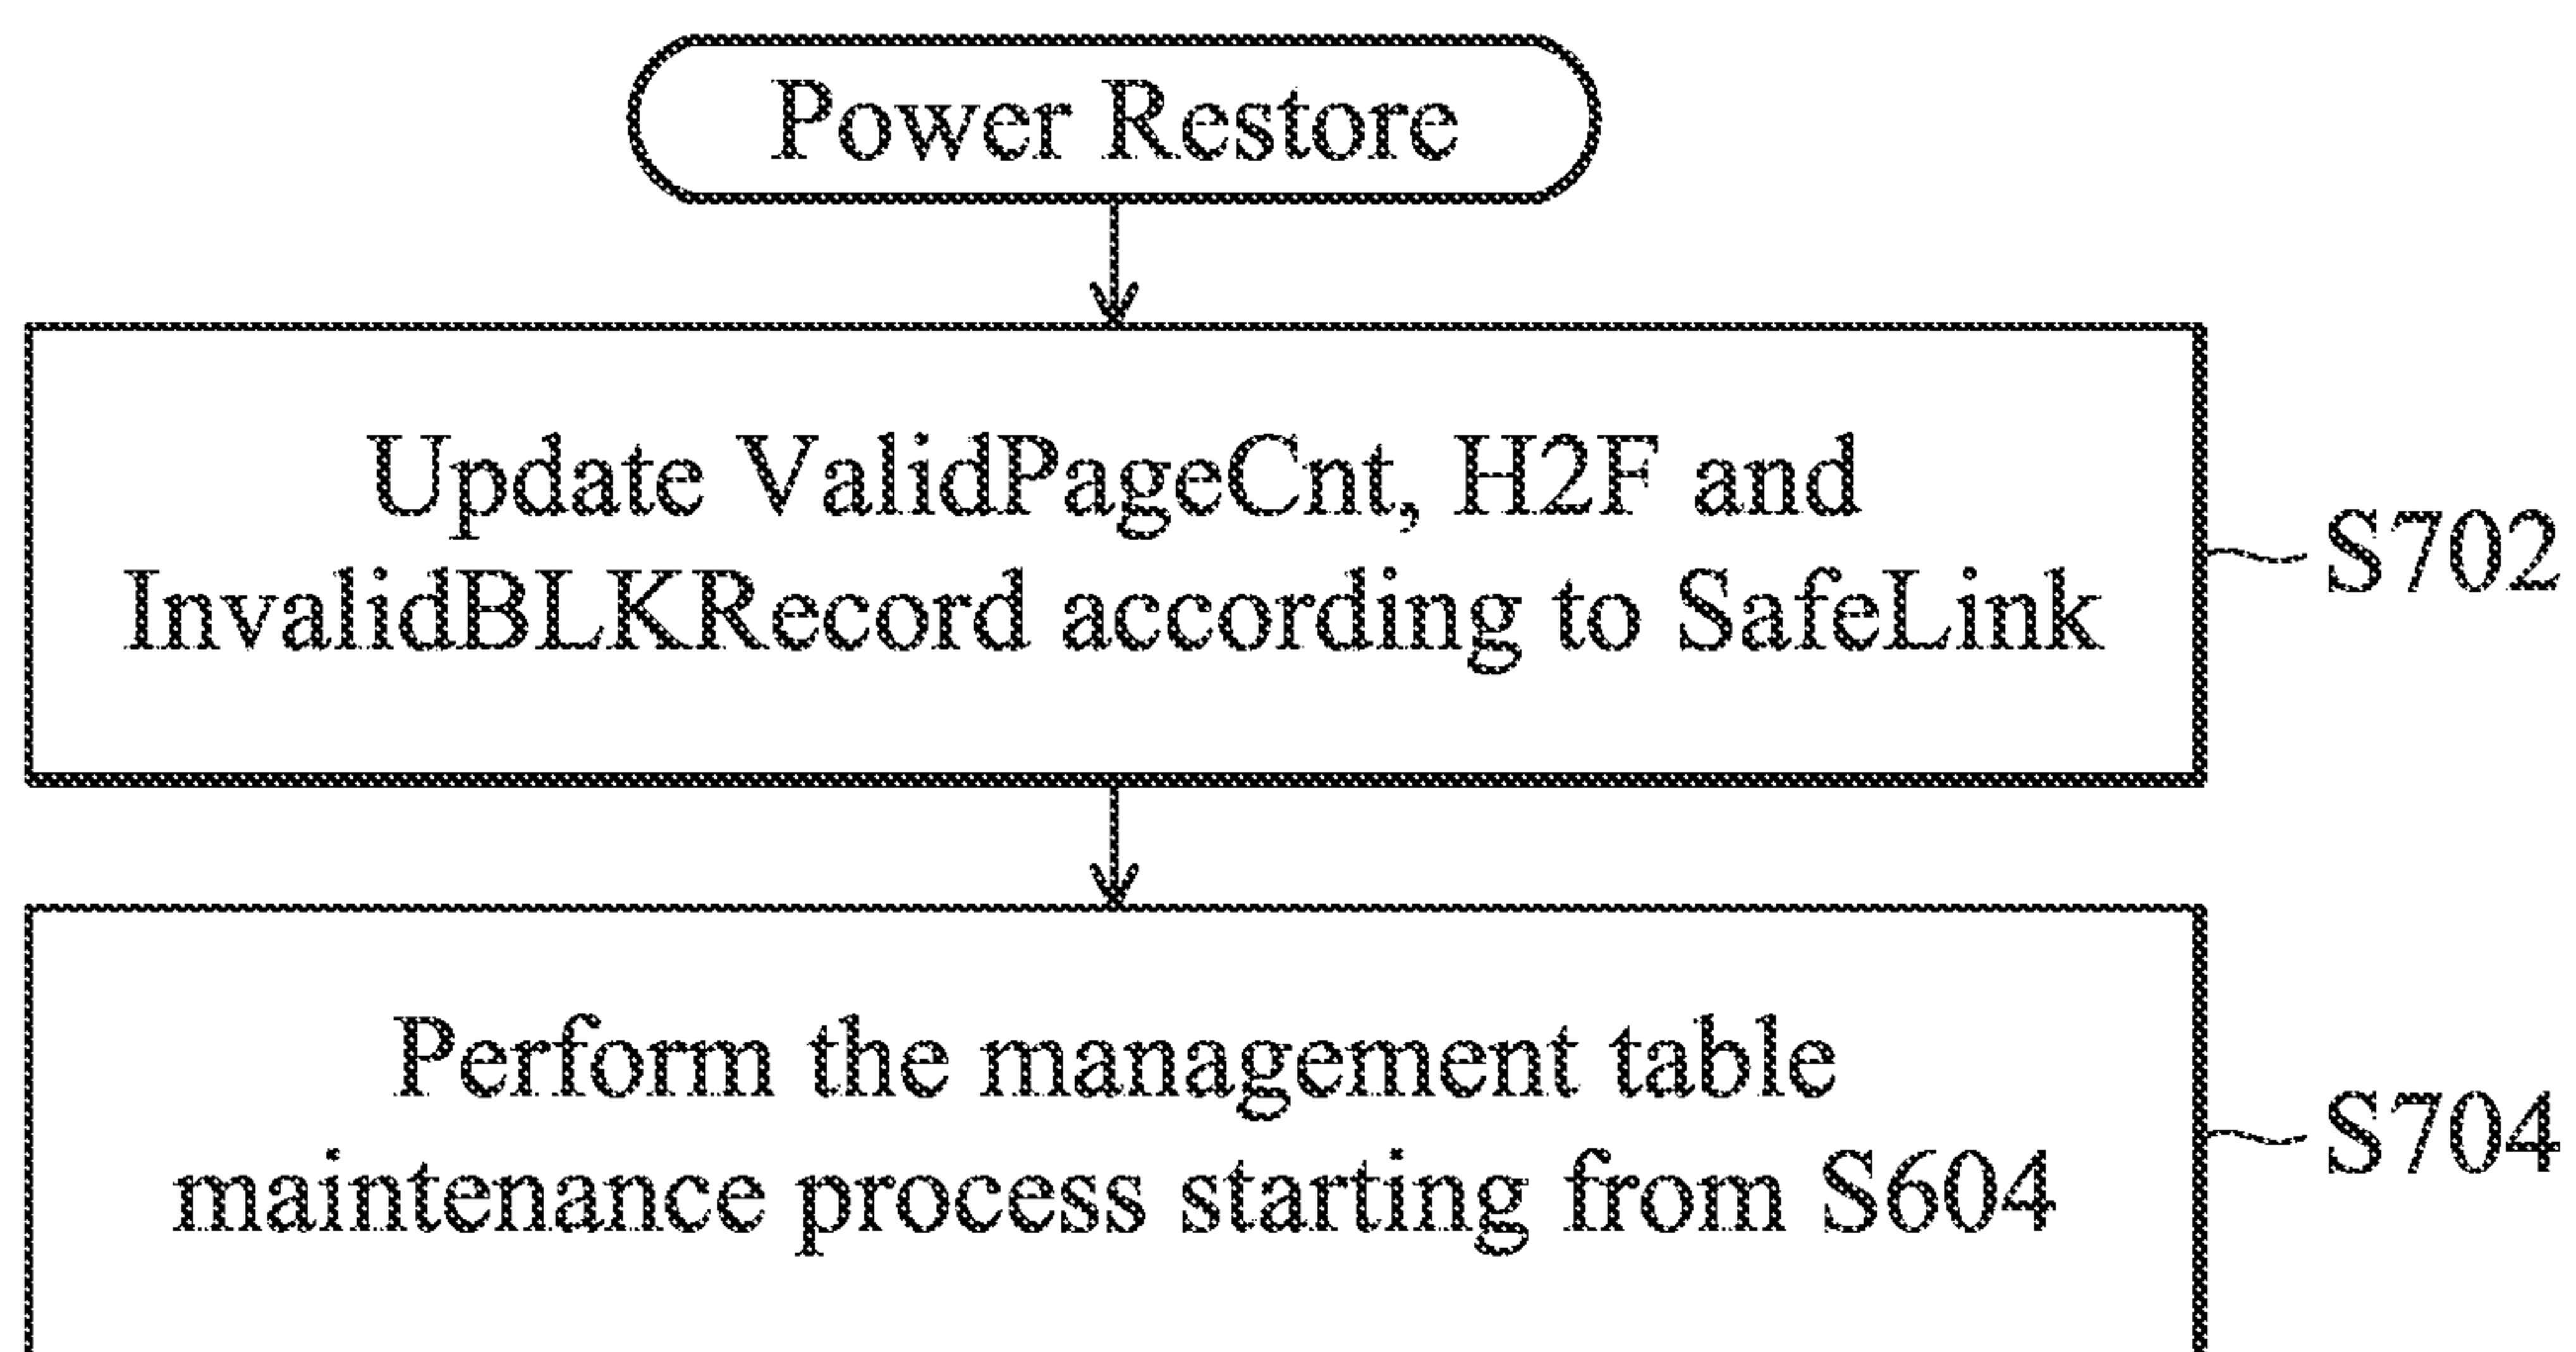 Power Restore
Update ValidPageCnt, H2F and
InvalidBLKRecord according to SafeLink
S702
Perform the management table
maintenance process starting from S604
S704